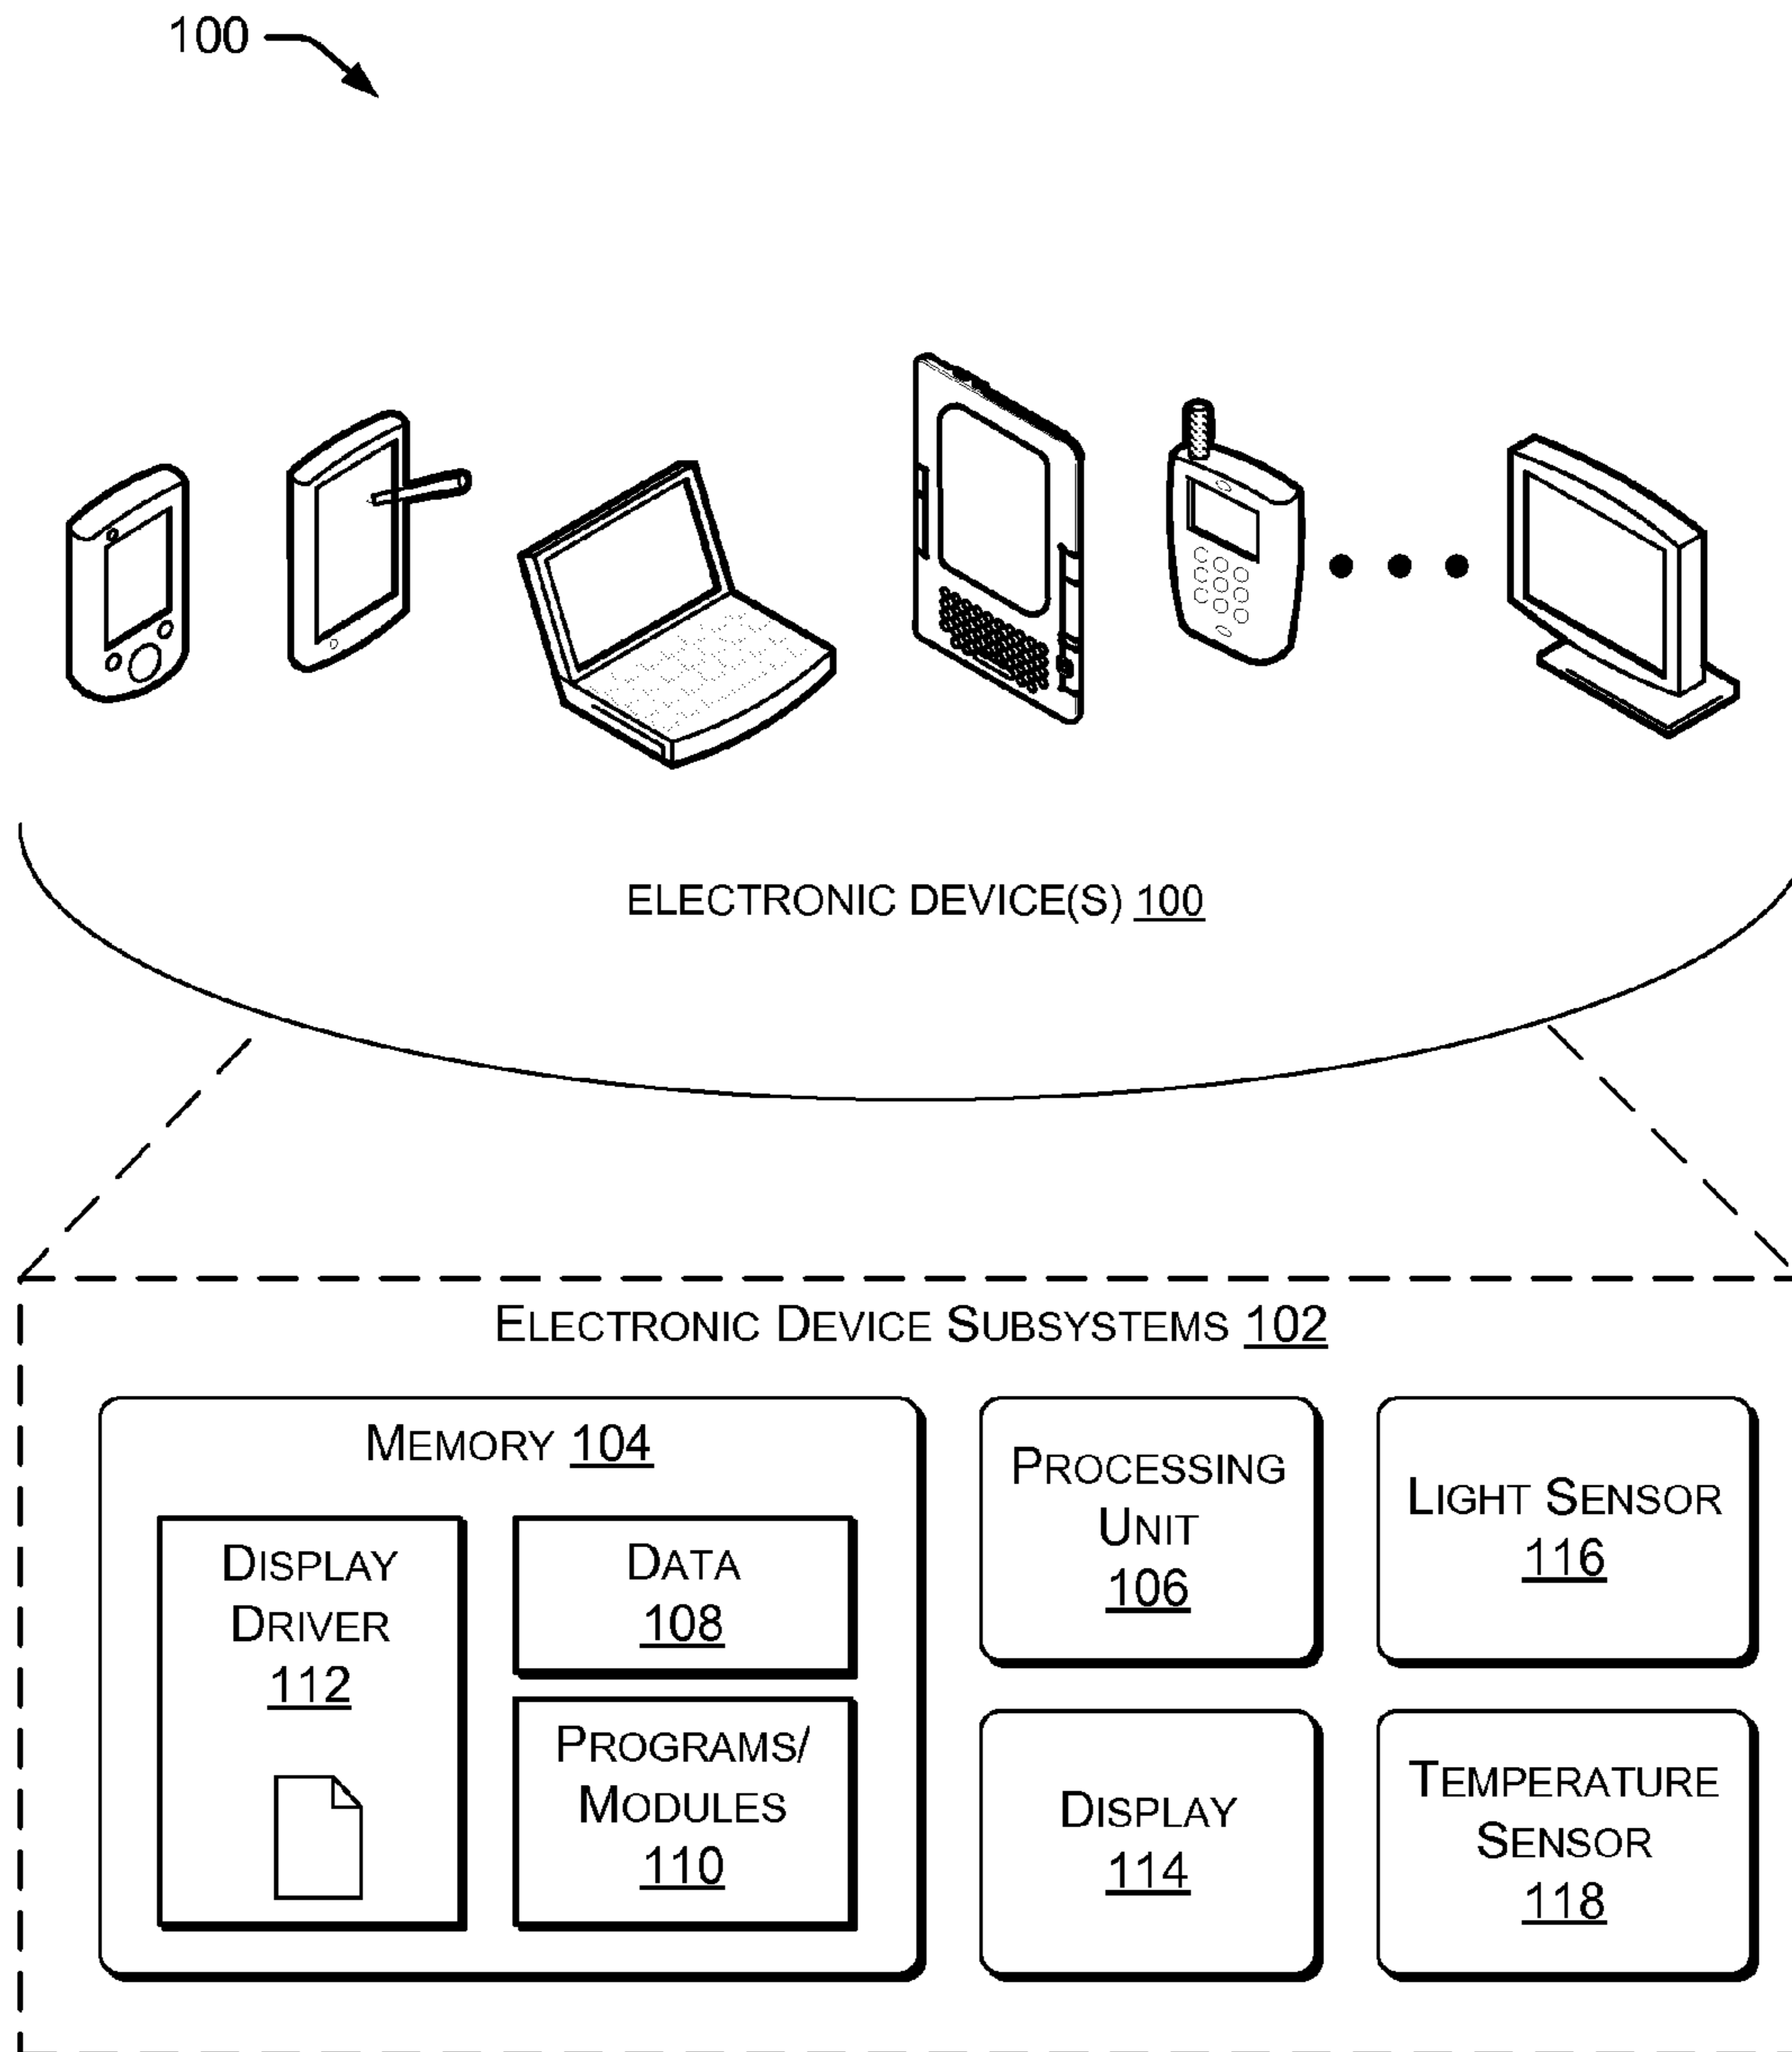 100
ELECTRONIC DEVICE(S) 100
ELECTRONIC DEVICE SUBSYSTEMS 102
MEMORY 104
DISPLAY
DRIVER
112
DATA
108
PROGRAMS/
MODULES
110
PROCESSING
UNIT
106
DISPLAY
114
LIGHT SENSOR
116
TEMPERATURE
SENSOR
118